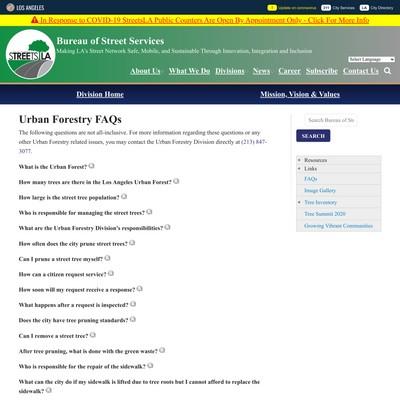 LOS ANGELES
Update on coronavirus
311 City Services
LA City Directory
In Response to COVID-19 StreetsLA Public Counters Are Open By Appointment Only - Click For More Info
STREETSLA
Bureau of Street Services
Making LA's Street Network Safe, Mobile, and Sustainable Through Innovation, Integration and Inclusion
Select Language
About Us What We Do Divisions News Career Subscribe Contact Us
Division Home
Mission, Vision & Values
Urban Forestry FAQs
The following questions are not all-inclusive. For more information regarding these questions or any
other Urban Forestry related issues, you may contact the Urban Forestry Division directly at (213) 847-
3077.
What is the Urban Forest?
How many trees are there in the Los Angeles Urban Forest?
How large is the street tree population?
Who is responsible for managing the street trees?
What are the Urban Forestry Division's responsibilities?
How often does the city prune street trees?
Can I prune a street tree myself?
How can a citizen request service?
How soon will my request receive a response?
What happens after a request is inspected?
Does the city have tree pruning standards?
Can I remove a street tree?
After tree pruning, what is done with the green waste?
Who is responsible for the repair of the sidewalk?
What can the city do if my sidewalk is lifted due to tree roots but I cannot afford to replace the
sidewalk?
Search Bureau of St
SEARCH
Resources
Links
FAQs
Image Gallery
Tree Inventory
Tree Summit 2020
Growing Vibrant Communities